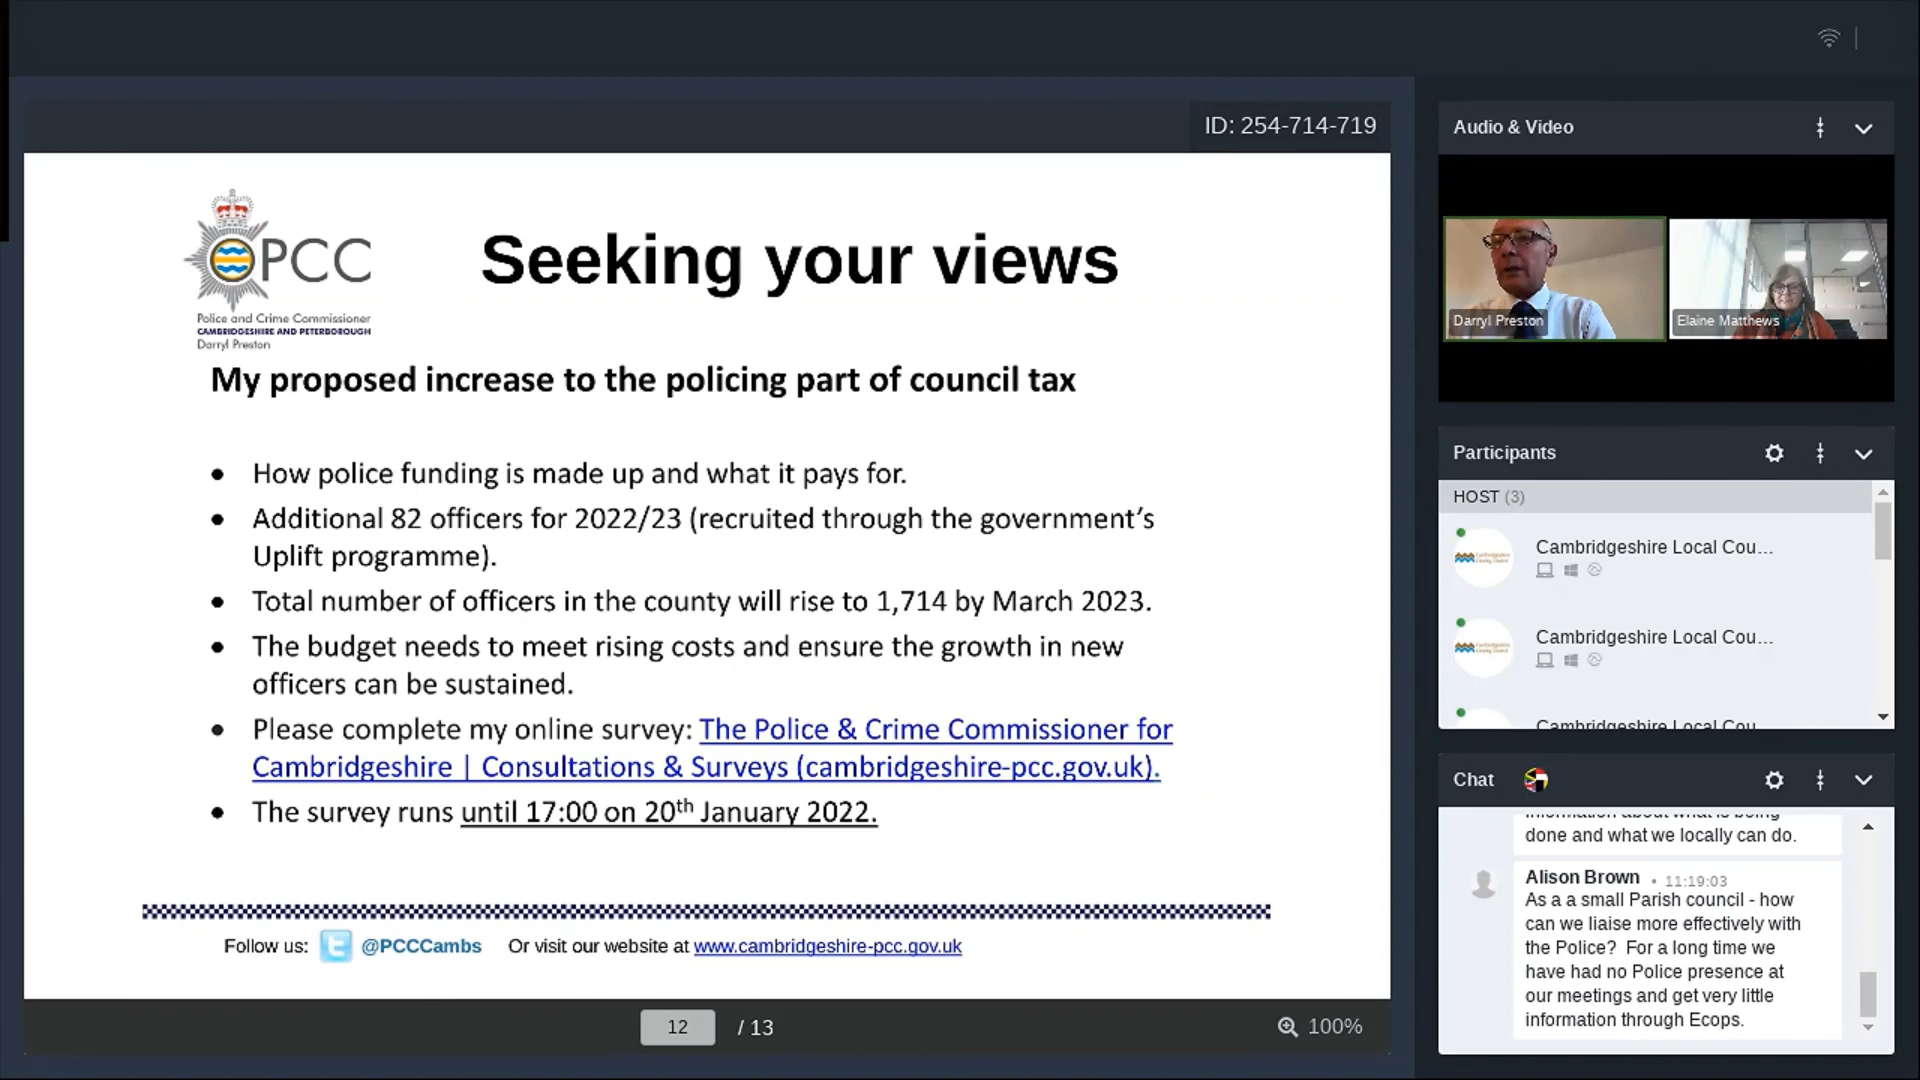 ID: 254-714-719
OPCC
Police and Crime Commissioner
CAMBRIDGESHIRE AND PETERBOROUGH
Darryl Preston
Seeking your views
My proposed increase to the policing part of council tax
• How police funding is made up and what it pays for.
• Additional 82 officers for 2022/23 (recruited through the government's
Uplift programme).
• Total number of officers in the county will rise to 1,714 by March 2023.
• The budget needs to meet rising costs and ensure the growth in new
officers can be sustained.
• Please complete my online survey: The Police & Crime Commissioner for
Cambridgeshire | Consultations & Surveys (cambridgeshire-pcc.gov.uk).
• The survey runs until 17:00 on 20th January 2022.
Follow us: @PCCCambs Or visit our website at www.cambridgeshire-pcc.gov.uk
12 / 13
100%
Audio & Video
Darryl Preston
Elaine Matthews
Participants
HOST (3)
Cambridgeshire Local Cou...
Cambridgeshire Local Cou...
Cambridgeshire Local Cou
Chat
information about what is being
done and what we locally can do.
Alison Brown • 11:19:03
As a a small Parish council - how
can we liaise more effectively with
the Police? For a long time we
have had no Police presence at
our meetings and get very little
information through Ecops.